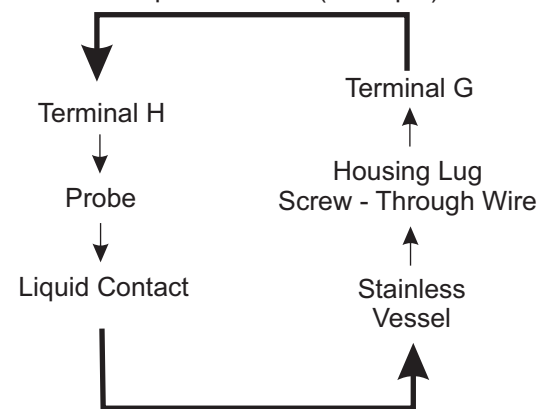 Terminal H
Probe
Liquid Contact
Terminal G
Housing Lug
Screw - Through Wire
Stainless
Vessel